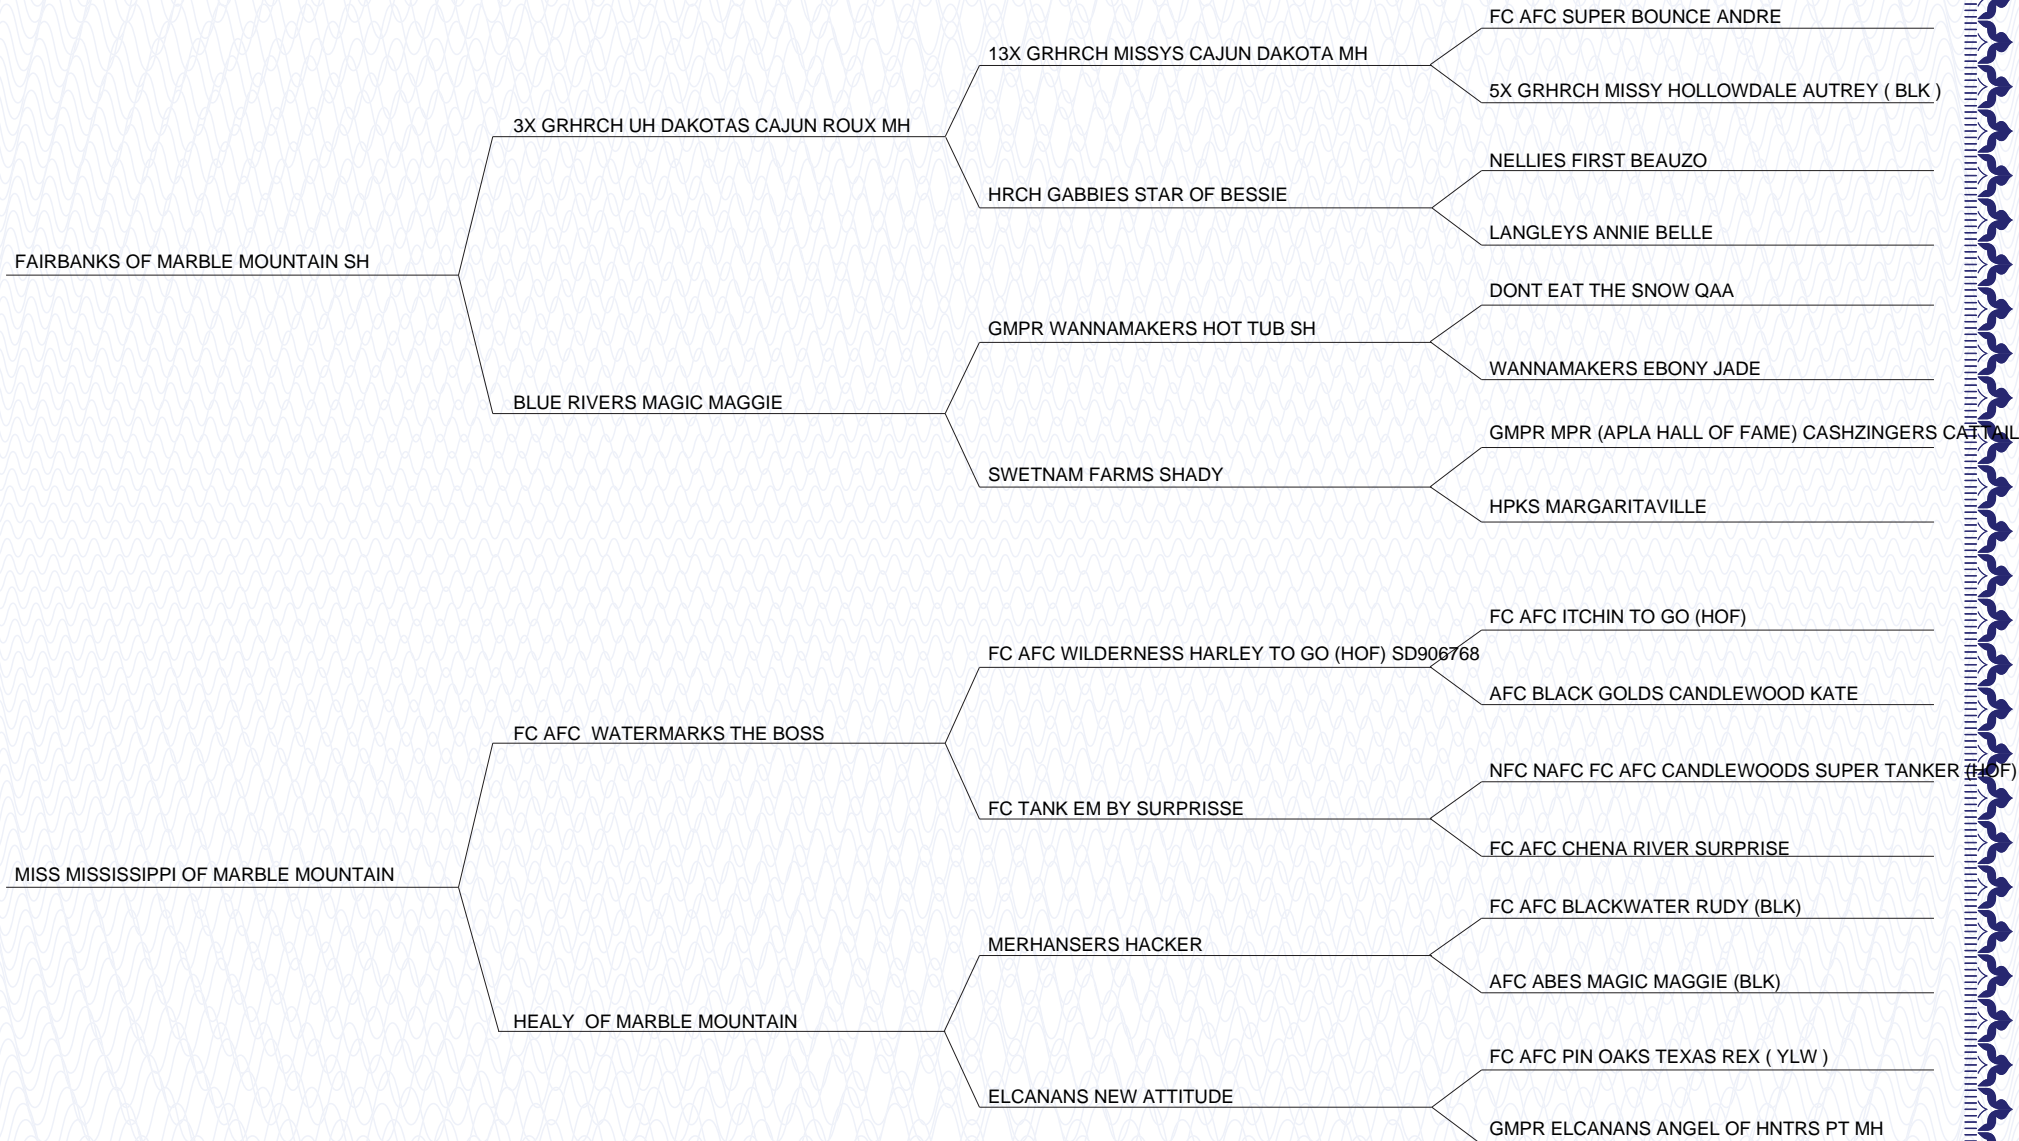 FC AFC SUPER BOUNCE ANDRE
13X GRHRCH MISSYS CAJUN DAKOTA MH
5X GRHRCH MISSY HOLLOWDALE AUTREY ( BLK )
3X GRHRCH UH DAKOTAS CAJUN ROUX MH
NELLIES FIRST BEAUZO
HRCH GABBIES STAR OF BESSIE
LANGLEYS ANNIE BELLE
FAIRBANKS OF MARBLE MOUNTAIN SH
DONT EAT THE SNOW QAA
GMPR WANNAMAKERS HOT TUB SH
WANNAMAKERS EBONY JADE
BLUE RIVERS MAGIC MAGGIE
GMPR MPR (APLA HALL OF FAME) CASHZINGERS CATTAIL
SWETNAM FARMS SHADY
HPKS MARGARITAVILLE
FC AFC ITCHIN TO GO (HOF)
FC AFC WILDERNESS HARLEY TO GO (HOF) SD906768
AFC BLACK GOLDS CANDLEWOOD KATE
FC AFC  WATERMARKS THE BOSS
NFC NAFC FC AFC CANDLEWOODS SUPER TANKER (HOF)
FC TANK EM BY SURPRISSE
FC AFC CHENA RIVER SURPRISE
MISS MISSISSIPPI OF MARBLE MOUNTAIN
FC AFC BLACKWATER RUDY (BLK)
MERHANSERS HACKER
AFC ABES MAGIC MAGGIE (BLK)
HEALY  OF MARBLE MOUNTAIN
FC AFC PIN OAKS TEXAS REX ( YLW )
ELCANANS NEW ATTITUDE
GMPR ELCANANS ANGEL OF HNTRS PT MH